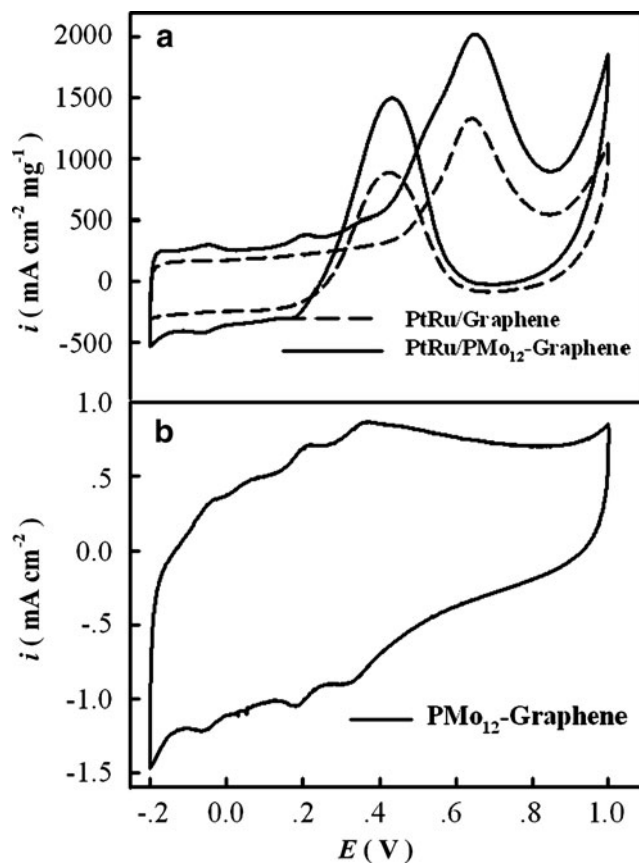 a
2000
1500
1000
500
0
-500
i ( mA cm⁻² mg⁻¹ )
PtRu/Graphene
PtRu/PMo₁₂-Graphene
b
1.0
.5
0.0
-.5
-1.0
-1.5
i ( mA cm⁻² )
PMo₁₂-Graphene
-.2 0.0 .2 .4 .6 .8 1.0
E ( V )